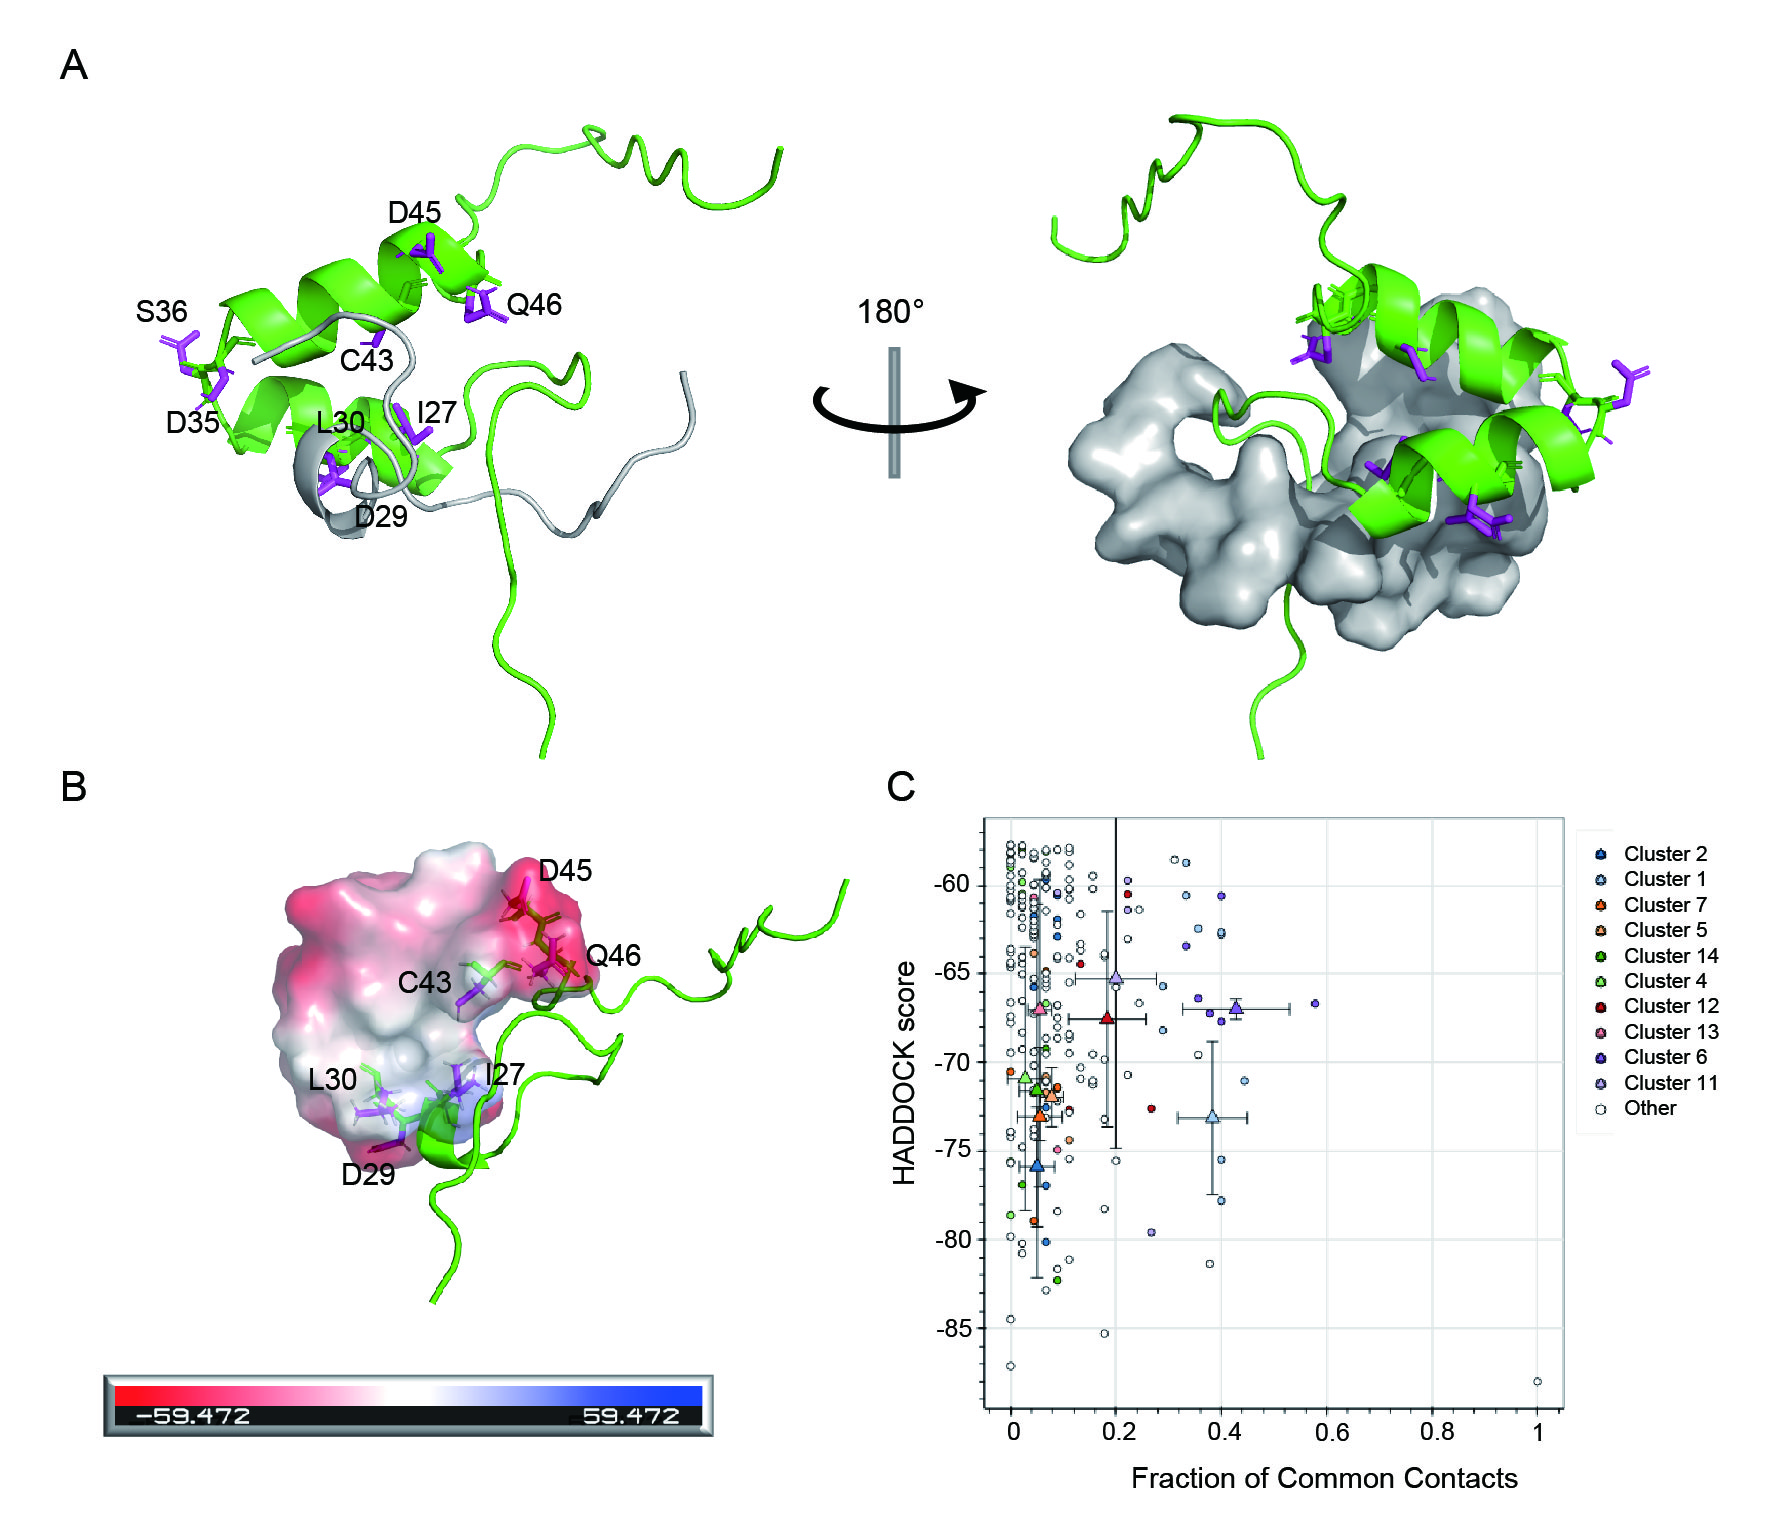 A
D45
S36
Q46
C43
D35
L30
I27
D29
180°
B
D45
Q46
C43
L30
I27
D29
-59.472
59.472
C
HADDOCK score
-60
-65
-70
-75
-80
-85
0
0.2
0.4
0.6
0.8
1
Fraction of Common Contacts
Cluster 2
Cluster 1
Cluster 7
Cluster 5
Cluster 14
Cluster 4
Cluster 12
Cluster 13
Cluster 6
Cluster 11
Other